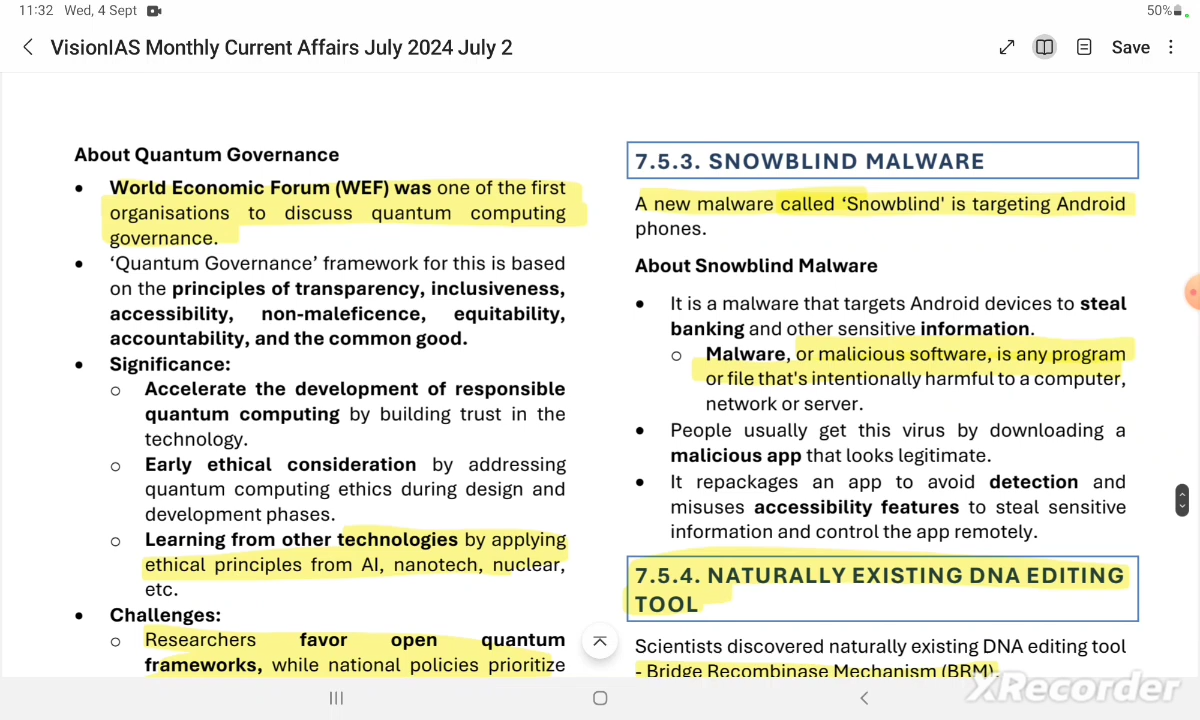 11:32 Wed, 4 Sept
50%
VisionIAS Monthly Current Affairs July 2024 July 2
Save
About Quantum Governance
• World Economic Forum (WEF) was one of the first
organisations to discuss quantum computing
governance.
• ‘Quantum Governance’ framework for this is based
on the principles of transparency, inclusiveness,
accessibility, non-maleficence, equitability,
accountability, and the common good.
• Significance:
o Accelerate the development of responsible
quantum computing by building trust in the
technology.
o Early ethical consideration by addressing
quantum computing ethics during design and
development phases.
o Learning from other technologies by applying
ethical principles from AI, nanotech, nuclear,
etc.
• Challenges:
o Researchers favor open quantum
frameworks, while national policies prioritize
7.5.3. SNOWBLIND MALWARE
A new malware called ‘Snowblind' is targeting Android
phones.
About Snowblind Malware
• It is a malware that targets Android devices to steal
banking and other sensitive information.
o Malware, or malicious software, is any program
or file that's intentionally harmful to a computer,
network or server.
• People usually get this virus by downloading a
malicious app that looks legitimate.
• It repackages an app to avoid detection and
misuses accessibility features to steal sensitive
information and control the app remotely.
7.5.4. NATURALLY EXISTING DNA EDITING
TOOL
Scientists discovered naturally existing DNA editing tool
- Bridge Recombinase Mechanism (BRM).
XRecorder